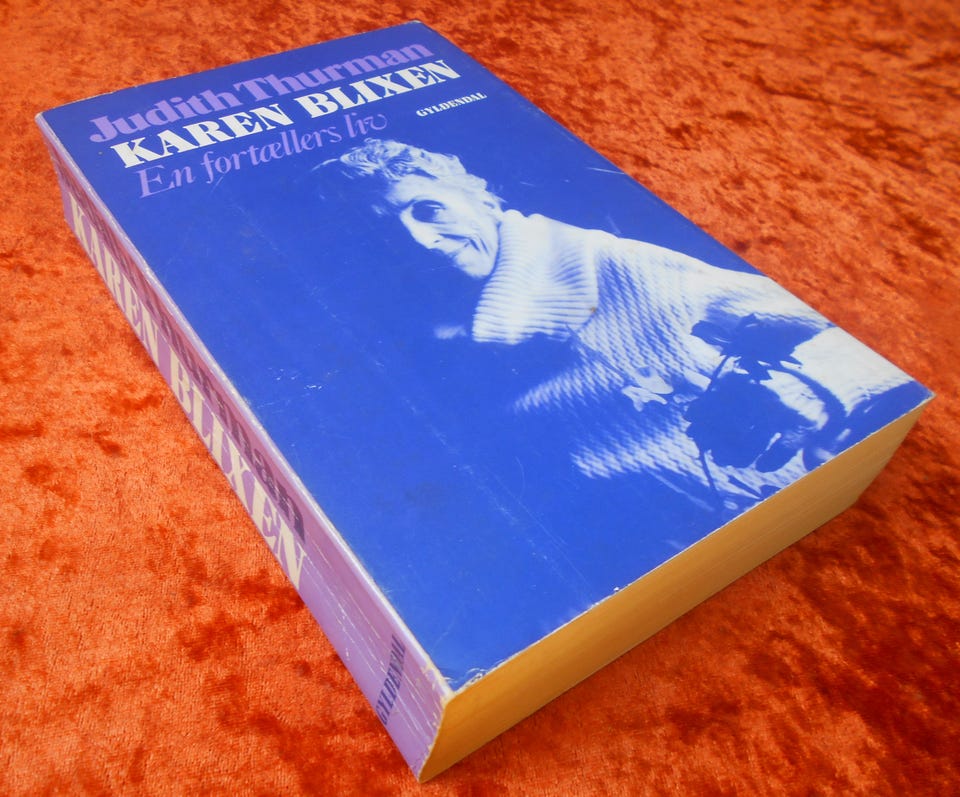 Judith Thurman
KAREN BLIXEN
En fortællers liv
GYLDENDAL
KAREN BLIXEN
GYLDENDAL